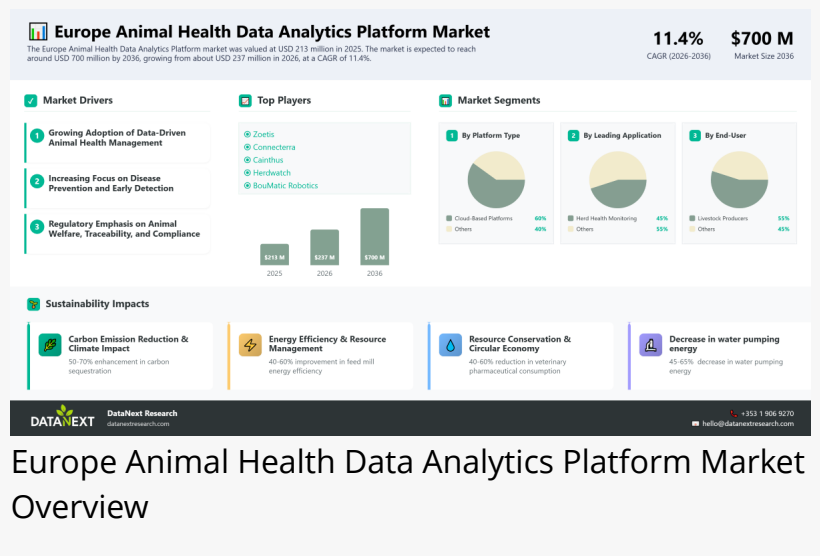 Europe Animal Health Data Analytics Platform Market
The Europe Animal Health Data Analytics Platform market was valued at USD 213 million in 2025. The market is expected to reach
around USD 700 million by 2036, growing from about USD 237 million in 2026, at a CAGR of 11.4%.
11.4%
CAGR (2026-2036)
$700 M
Market Size 2036
Market Drivers
1
Growing Adoption of Data-Driven
Animal Health Management
2
Increasing Focus on Disease
Prevention and Early Detection
3
Regulatory Emphasis on Animal
Welfare, Traceability, and Compliance
Top Players
Zoetis
Connecterra
Cainthus
Herdwatch
BouMatic Robotics
$213 M
$237 M
$700 M
2025
2026
2036
Market Segments
1 By Platform Type
Cloud-Based Platforms 60%
Others 40%
2 By Leading Application
Herd Health Monitoring 45%
Others 55%
3 By End-User
Livestock Producers 55%
Others 45%
Sustainability Impacts
Carbon Emission Reduction &
Climate Impact
50-70% enhancement in carbon
sequestration
Energy Efficiency & Resource
Management
40-60% improvement in feed mill
energy efficiency
Resource Conservation &
Circular Economy
40-60% reduction in veterinary
pharmaceutical consumption
Decrease in water pumping
energy
45-65% decrease in water pumping
energy
DATANEXT
DataNext Research
datanextresearch.com
+353 1 906 9270
hello@datanextresearch.com
Europe Animal Health Data Analytics Platform Market
Overview